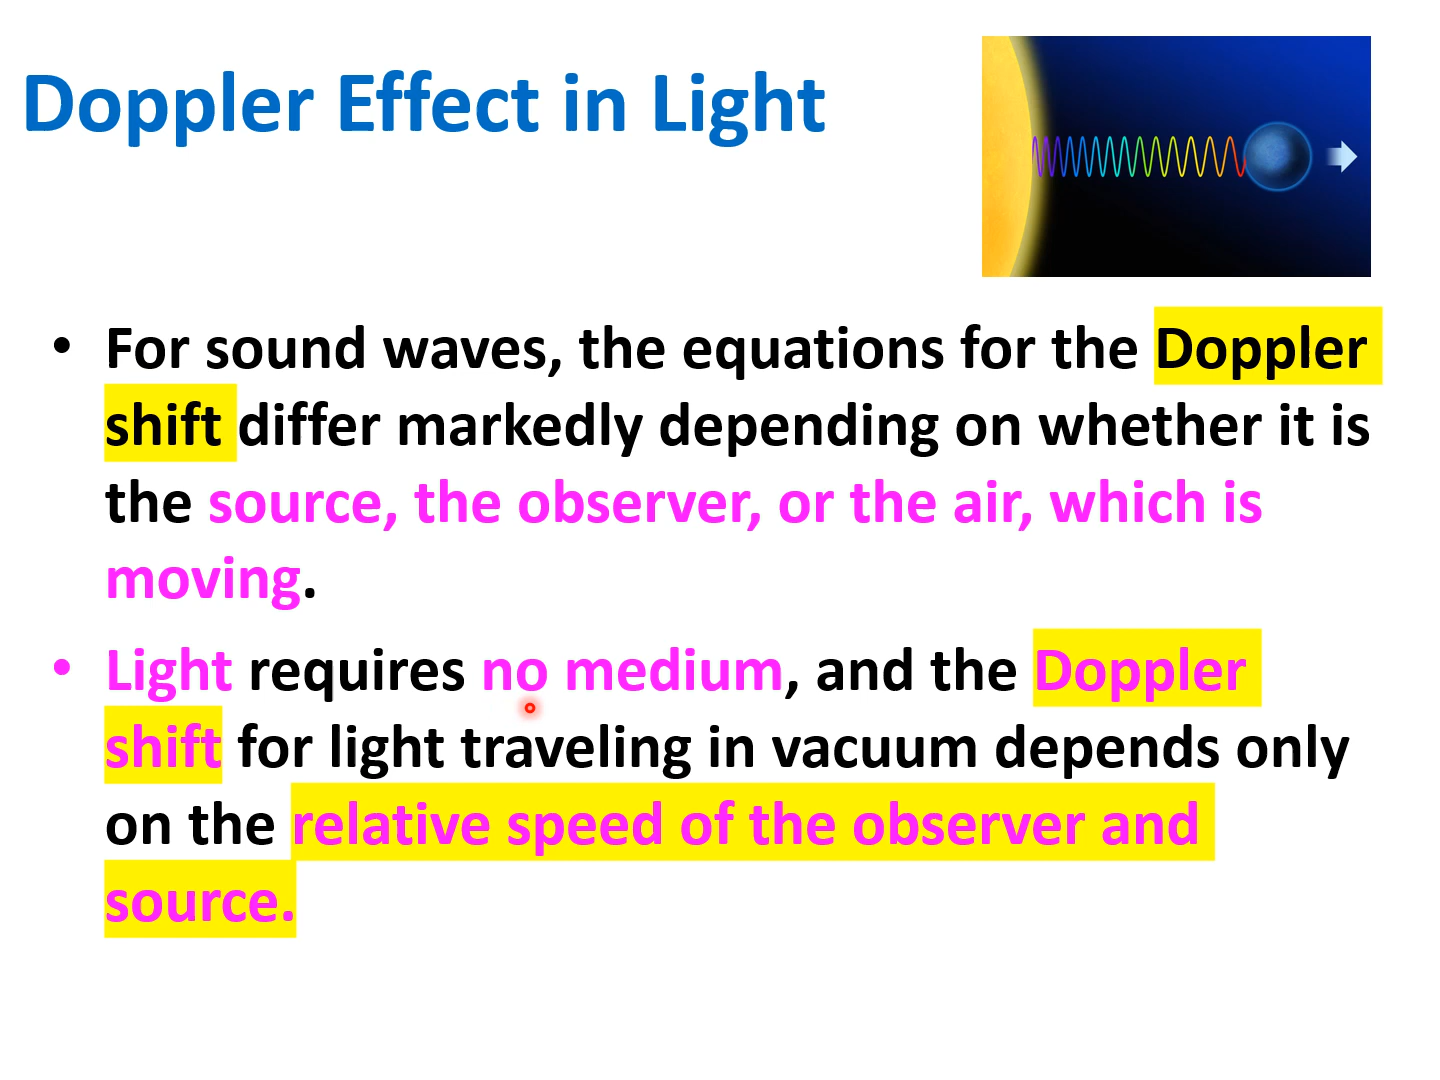 Doppler Effect in Light
• For sound waves, the equations for the Doppler
shift differ markedly depending on whether it is
the source, the observer, or the air, which is
moving.
• Light requires no medium, and the Doppler
shift for light traveling in vacuum depends only
on the relative speed of the observer and
source.